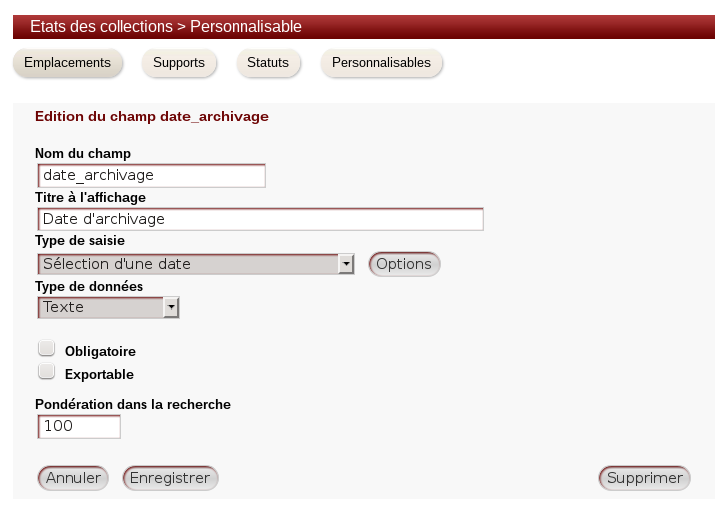 Etats des collections > Personnalisable
Emplacements Supports Statuts Personnalisables
Edition du champ date_archivage
Nom du champ
date_archivage
Titre à l'affichage
Date d'archivage
Type de saisie
Sélection d'une date Options
Type de données
Texte
Obligatoire
Exportable
Pondération dans la recherche
100
Annuler Enregistrer Supprimer